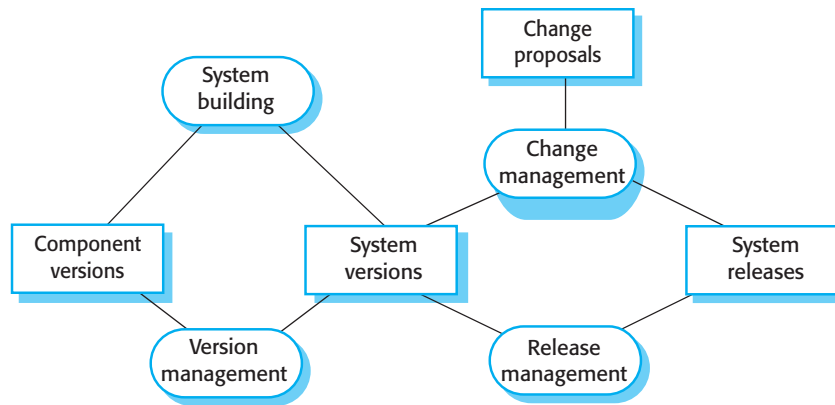 Change
proposals
System
building
Change
management
Component
versions
System
versions
System
releases
Version
management
Release
management